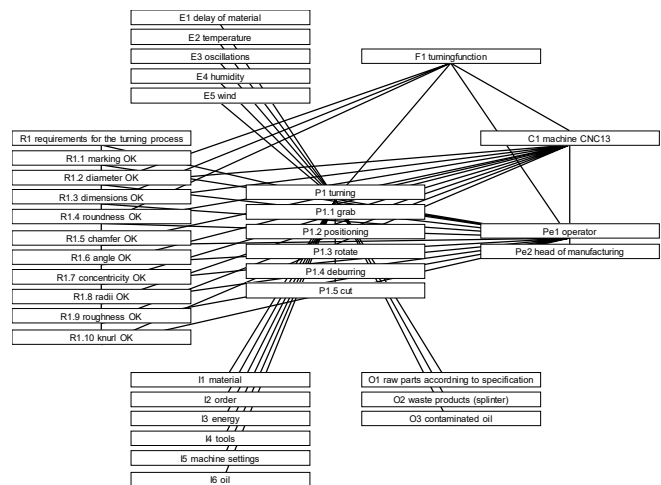 E1 delay of material
E2 temperature
E3 oscillations
E4 humidity
E5 wind
F1 turningfunction
R1 requirements for the turning process
R1.1 marking OK
R1.2 diameter OK
R1.3 dimensions OK
R1.4 roundness OK
R1.5 chamfer OK
R1.6 angle OK
R1.7 concentricity OK
R1.8 radii OK
R1.9 roughness OK
R1.10 knurl OK
C1 machine CNC13
P1 turning
P1.1 grab
P1.2 positioning
P1.3 rotate
P1.4 deburring
P1.5 cut
Pe1 operator
Pe2 head of manufacturing
I1 material
I2 order
I3 energy
I4 tools
I5 machine settings
I6 oil
O1 raw parts accordning to specification
O2 waste products (splinter)
O3 contaminated oil